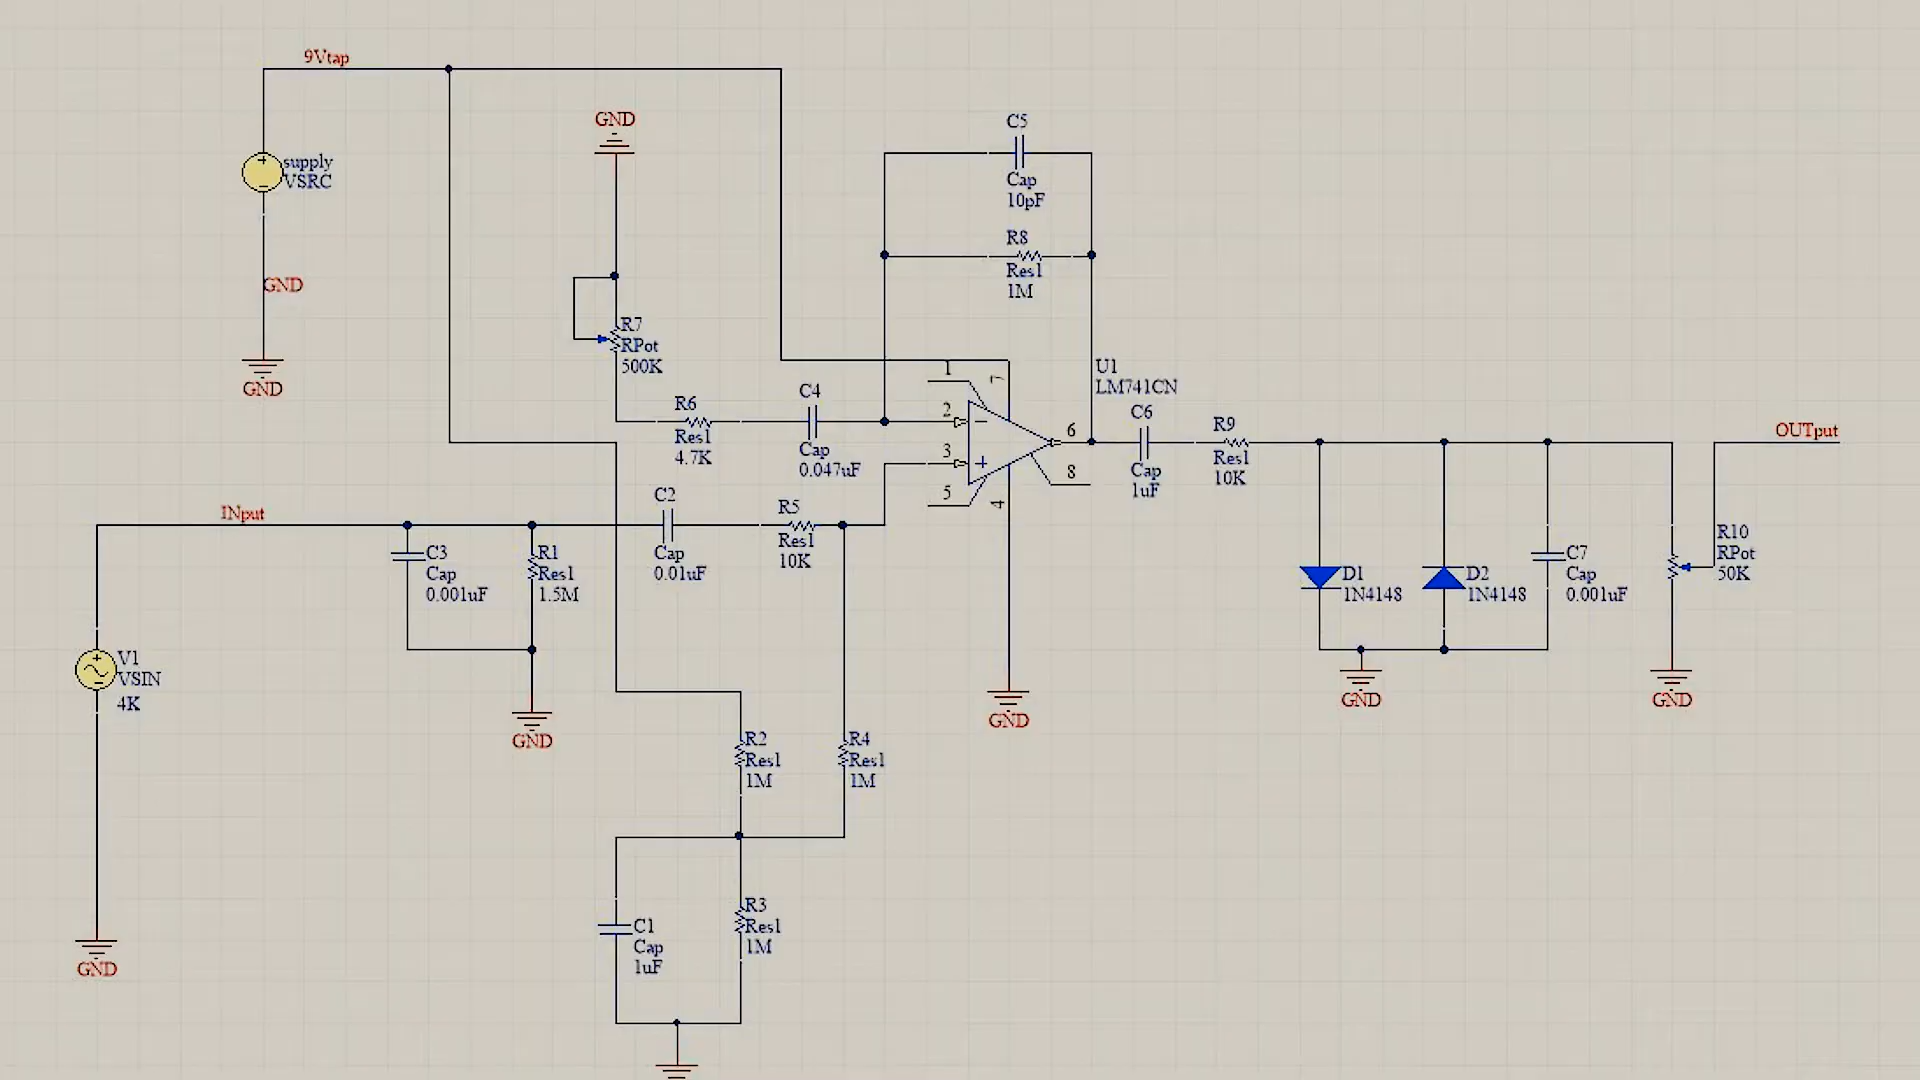 9Vtap
GND
supply
VSRC
GND
GND
C5
Cap
10pF
R8
Res1
1M
R7
RPot
500K
R6
Res1
4.7K
C4
Cap
0.047uF
1
7
2
3
5
4
6
8
U1
LM741CN
C6
Cap
1uF
R9
Res1
10K
OUTput
INput
C2
Cap
0.01uF
R5
Res1
10K
C3
Cap
0.001uF
R1
Res1
1.5M
D1
1N4148
D2
1N4148
C7
Cap
0.001uF
R10
RPot
50K
V1
VSIN
4K
GND
GND
GND
GND
R2
Res1
1M
R4
Res1
1M
C1
Cap
1uF
R3
Res1
1M
GND